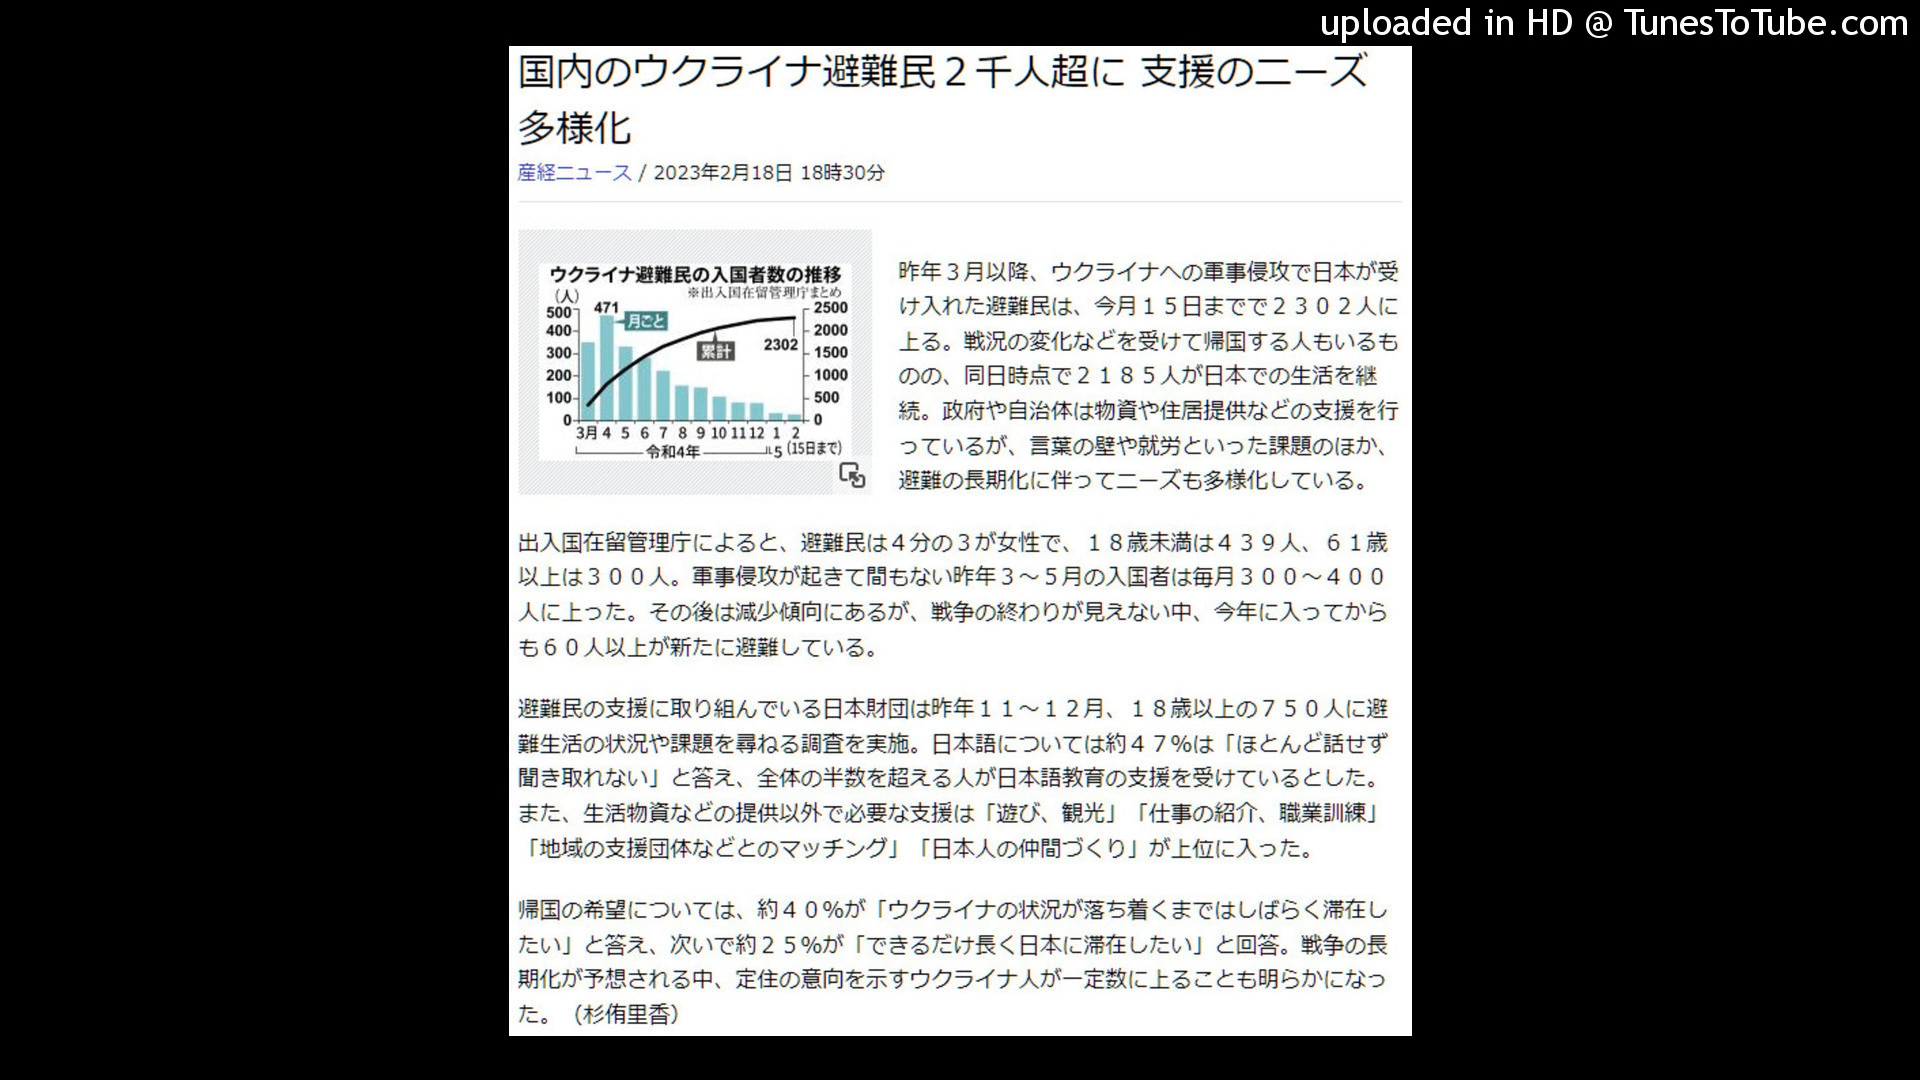 uploaded in HD @ TunesToTube.com
国内のウクライナ避難民２千人超に 支援のニーズ
多様化
産経ニュース / 2023年2月18日 18時30分
ウクライナ避難民の入国者数の推移
※出入国在留管理庁まとめ
(人)
471
月ごと
累計
2302
500
400
300
200
100
0
2500
2000
1500
1000
500
0
3月 4 5 6 7 8 9 10 11 12 1 2
令和4年 5 (15日まで)
昨年３月以降、ウクライナへの軍事侵攻で日本が受
け入れた避難民は、今月１５日までで２３０２人に
上る。戦況の変化などを受けて帰国する人もいるも
のの、同日時点で２１８５人が日本での生活を継
続。政府や自治体は物資や住居提供などの支援を行
っているが、言葉の壁や就労といった課題のほか、
避難の長期化に伴ってニーズも多様化している。
出入国在留管理庁によると、避難民は４分の３が女性で、１８歳未満は４３９人、６１歳
以上は３００人。軍事侵攻が起きて間もない昨年３～５月の入国者は毎月３００～４００
人に上った。その後は減少傾向にあるが、戦争の終わりが見えない中、今年に入ってから
も６０人以上が新たに避難している。
避難民の支援に取り組んでいる日本財団は昨年１１～１２月、１８歳以上の７５０人に避
難生活の状況や課題を尋ねる調査を実施。日本語については約４７％は「ほとんど話せず
聞き取れない」と答え、全体の半数を超える人が日本語教育の支援を受けているとした。
また、生活物資などの提供以外で必要な支援は「遊び、観光」「仕事の紹介、職業訓練」
「地域の支援団体などとのマッチング」「日本人の仲間づくり」が上位に入った。
帰国の希望については、約４０％が「ウクライナの状況が落ち着くまではしばらく滞在し
たい」と答え、次いで約２５％が「できるだけ長く日本に滞在したい」と回答。戦争の長
期化が予想される中、定住の意向を示すウクライナ人が一定数に上ることも明らかになっ
た。（杉侑里香）